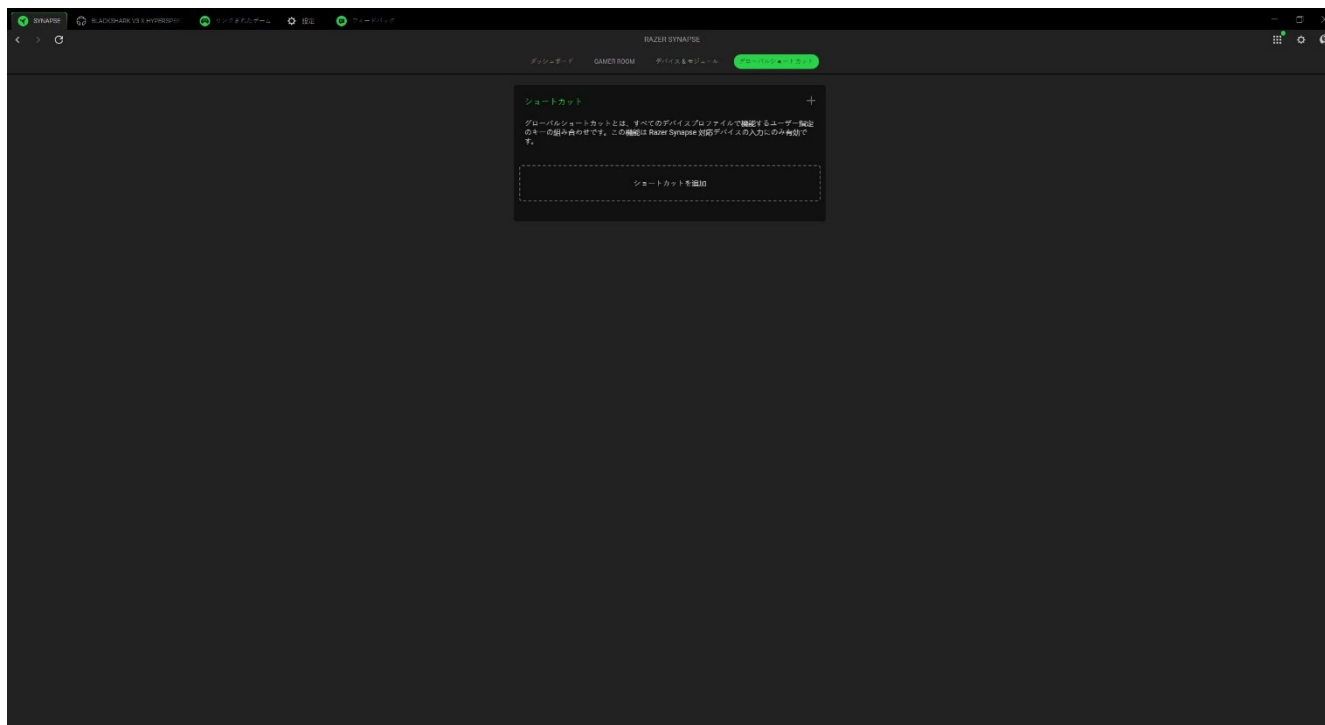 SYNAPSE
BLACKSHARK V3 X HYPERSPE
リンクされたゲーム
設定
フィードバック
RAZER SYNAPSE
ダッシュボード
GAMER ROOM
デバイス & モジュール
グローバルショートカット
ショートカット
グローバルショートカットとは、すべてのデバイスプロファイルで機能するユーザー指定
のキーの組み合わせです。この機能は Razer Synapse 対応デバイスの入力にのみ有効で
す。
ショートカットを追加